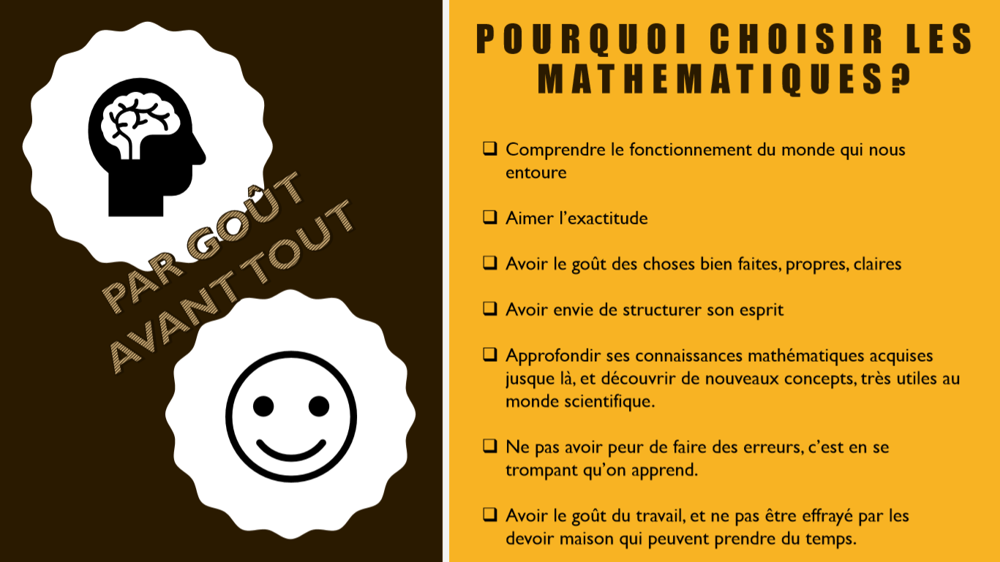 PAR GOÛT
AVANT TOUT
POURQUOI CHOISIR LES
MATHEMATIQUES?
❑ Comprendre le fonctionnement du monde qui nous
entoure
❑ Aimer l’exactitude
❑ Avoir le goût des choses bien faites, propres, claires
❑ Avoir envie de structurer son esprit
❑ Approfondir ses connaissances mathématiques acquises
jusque là, et découvrir de nouveaux concepts, très utiles au
monde scientifique.
❑ Ne pas avoir peur de faire des erreurs, c’est en se
trompant qu’on apprend.
❑ Avoir le goût du travail, et ne pas être effrayé par les
devoir maison qui peuvent prendre du temps.